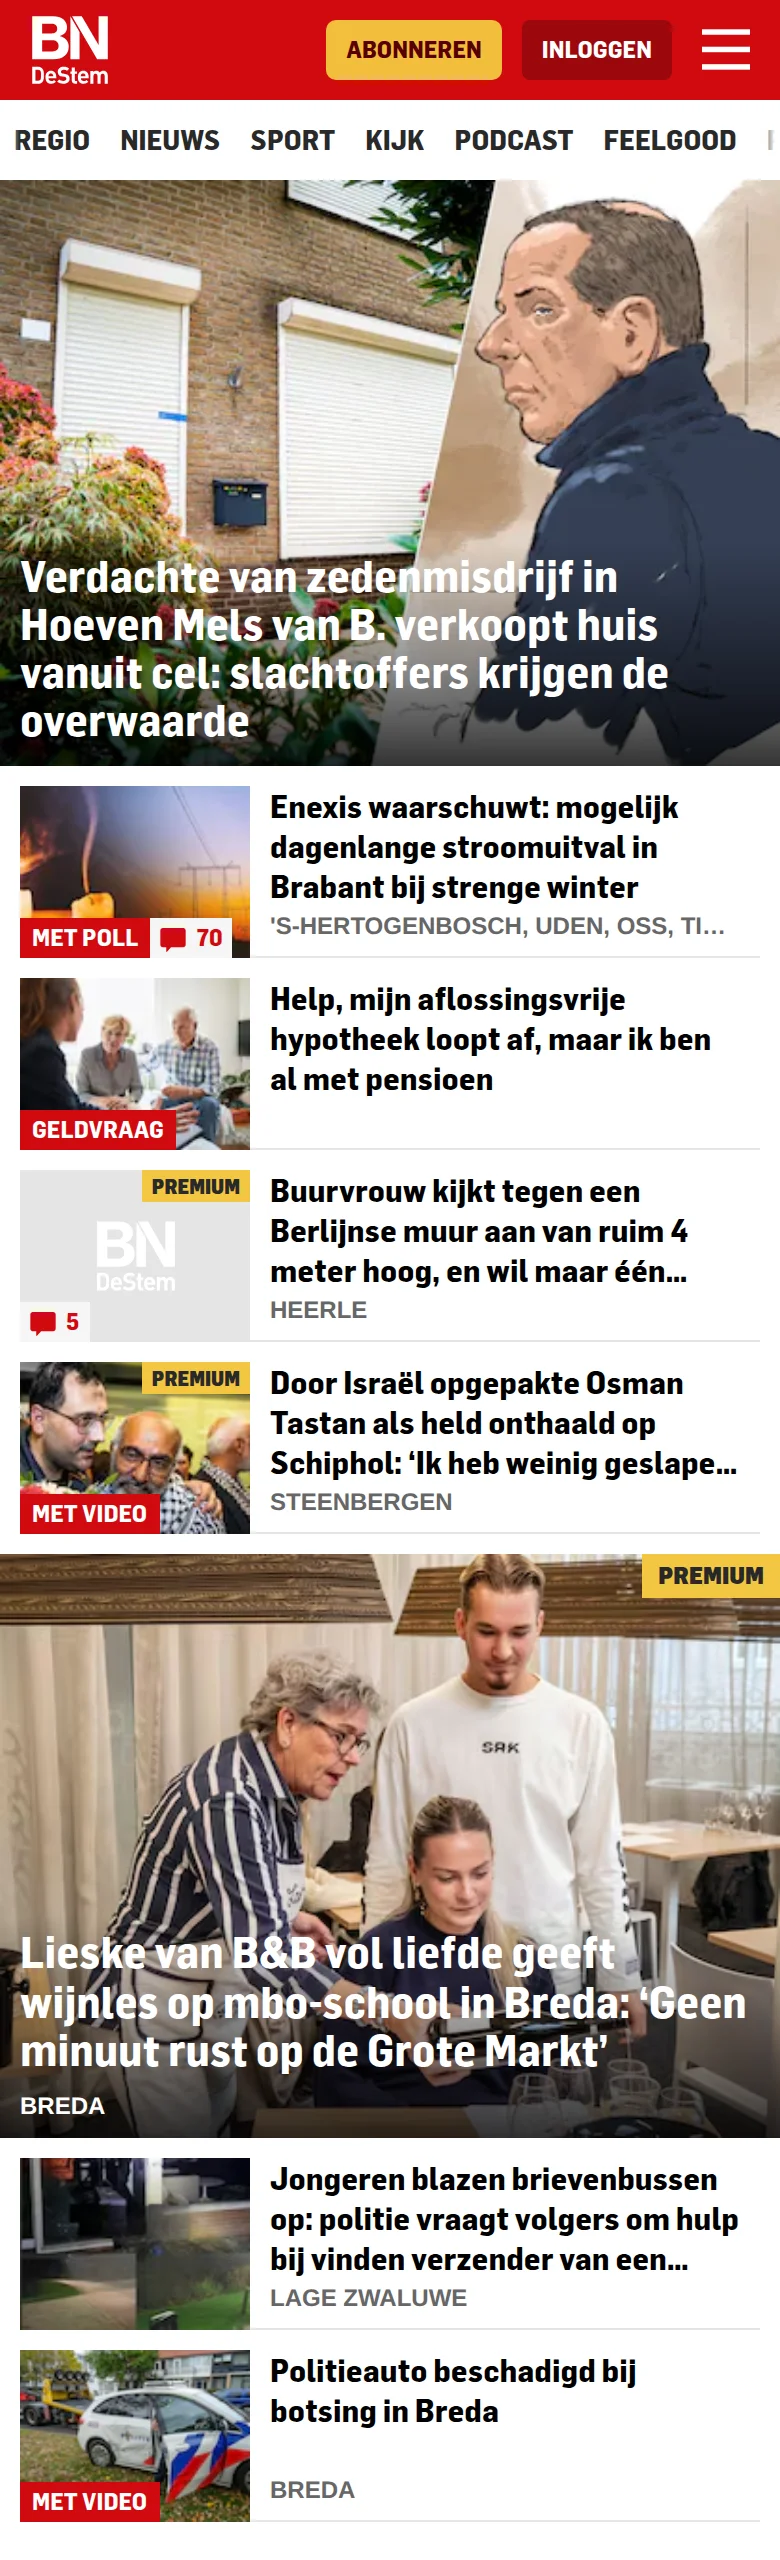 BN
DeStem
ABONNEREN
INLOGGEN
REGIO NIEUWS SPORT KIJK PODCAST FEELGOOD
Verdachte van zedenmisdrijf in
Hoeven Mels van B. verkoopt huis
vanuit cel: slachtoffers krijgen de
overwaarde
Enexis waarschuwt: mogelijk
dagenlange stroomuitval in
Brabant bij strenge winter
'S-HERTOGENBOSCH, UDEN, OSS, TI…
MET POLL
70
Help, mijn aflossingsvrije
hypotheek loopt af, maar ik ben
al met pensioen
GELDVRAAG
PREMIUM
BN
DeStem
5
Buurvrouw kijkt tegen een
Berlijnse muur aan van ruim 4
meter hoog, en wil maar één…
HEERLE
PREMIUM
MET VIDEO
Door Israël opgepakte Osman
Tastan als held onthaald op
Schiphol: ‘Ik heb weinig geslape…
STEENBERGEN
PREMIUM
SRK
Lieske van B&B vol liefde geeft
wijnles op mbo-school in Breda: ‘Geen
minuut rust op de Grote Markt’
BREDA
Jongeren blazen brievenbussen
op: politie vraagt volgers om hulp
bij vinden verzender van een…
LAGE ZWALUWE
Politieauto beschadigd bij
botsing in Breda
BREDA
MET VIDEO